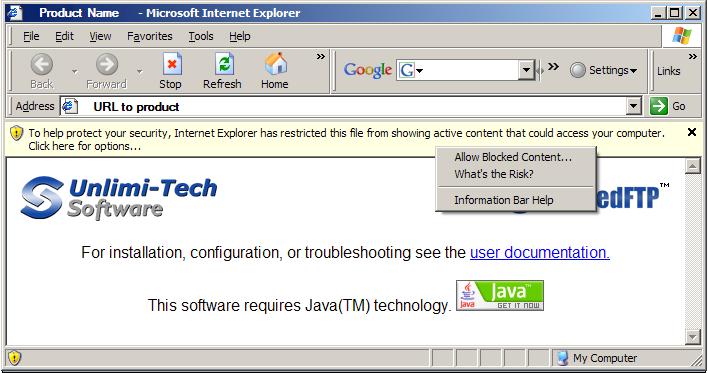 Product Name - Microsoft Internet Explorer
File Edit View Favorites Tools Help
Back Forward Stop Refresh Home » Google G » Settings Links »
Address URL to product Go
To help protect your security, Internet Explorer has restricted this file from showing active content that could access your computer.
Click here for options...
Allow Blocked Content...
What's the Risk?
Information Bar Help
Unlimi-Tech
Software
edFTP™
For installation, configuration, or troubleshooting see the user documentation.
This software requires Java(TM) technology. Java™
GET IT NOW
My Computer